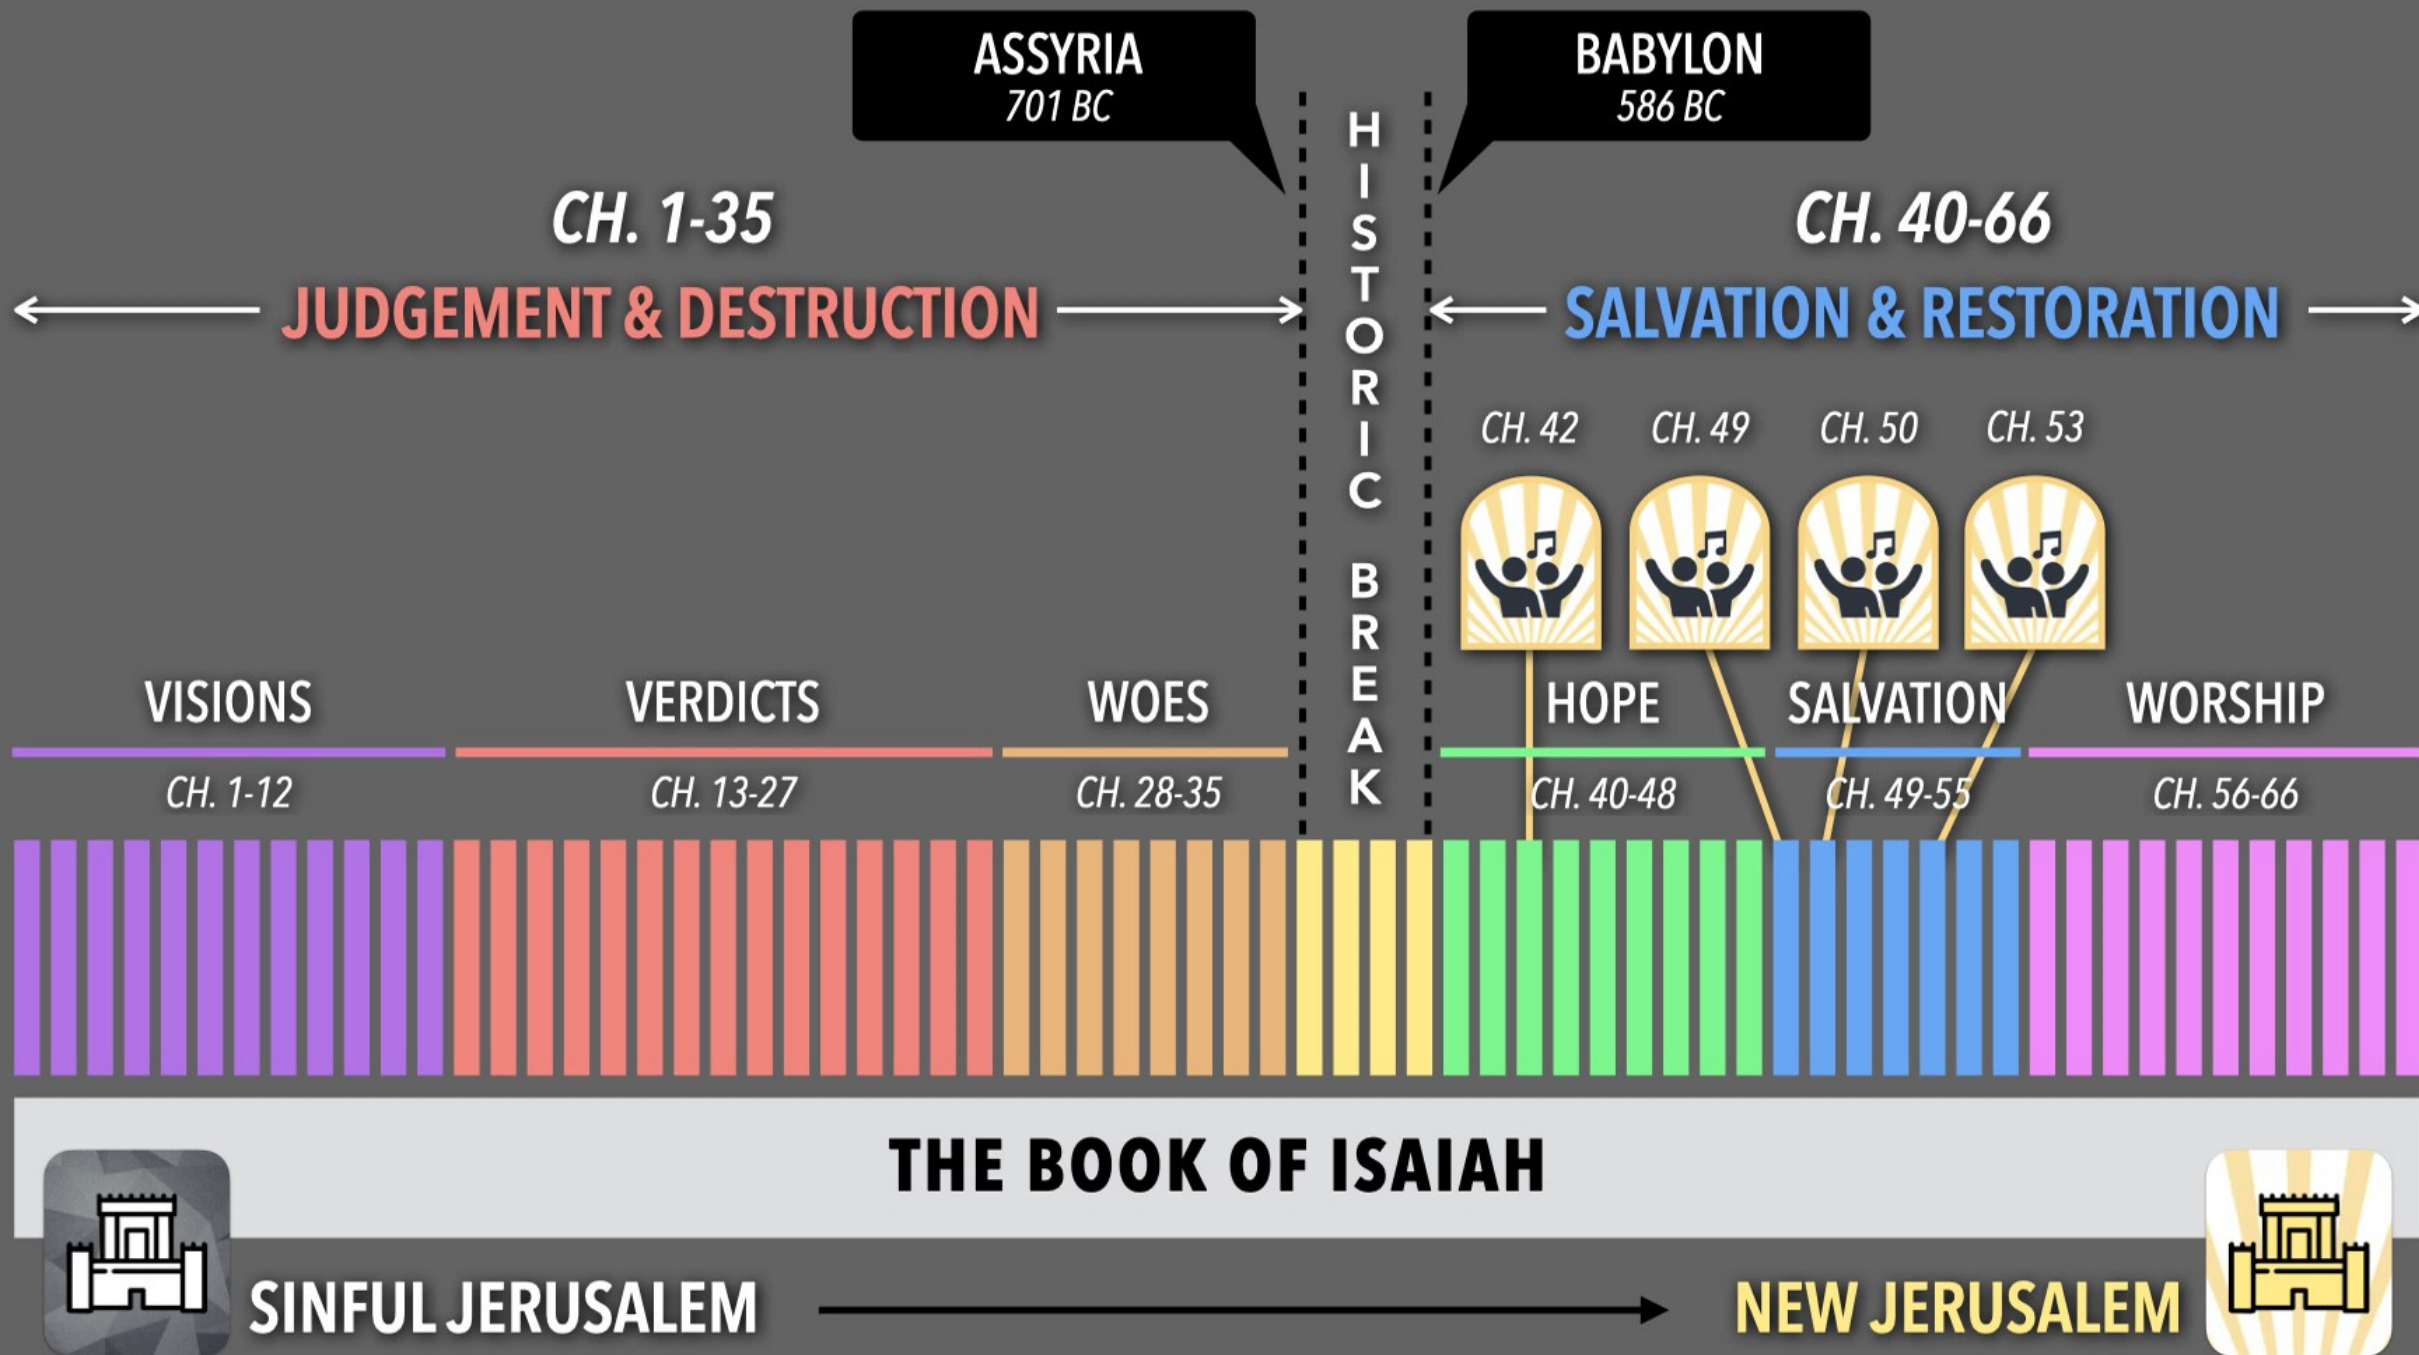 ASSYRIA
701 BC
BABYLON
586 BC
HISTORIC BREAK
CH. 1-35
JUDGEMENT & DESTRUCTION
CH. 40-66
SALVATION & RESTORATION
CH. 42
CH. 49
CH. 50
CH. 53
VISIONS
CH. 1-12
VERDICTS
CH. 13-27
WOES
CH. 28-35
HOPE
CH. 40-48
SALVATION
CH. 49-55
WORSHIP
CH. 56-66
THE BOOK OF ISAIAH
SINFUL JERUSALEM
NEW JERUSALEM